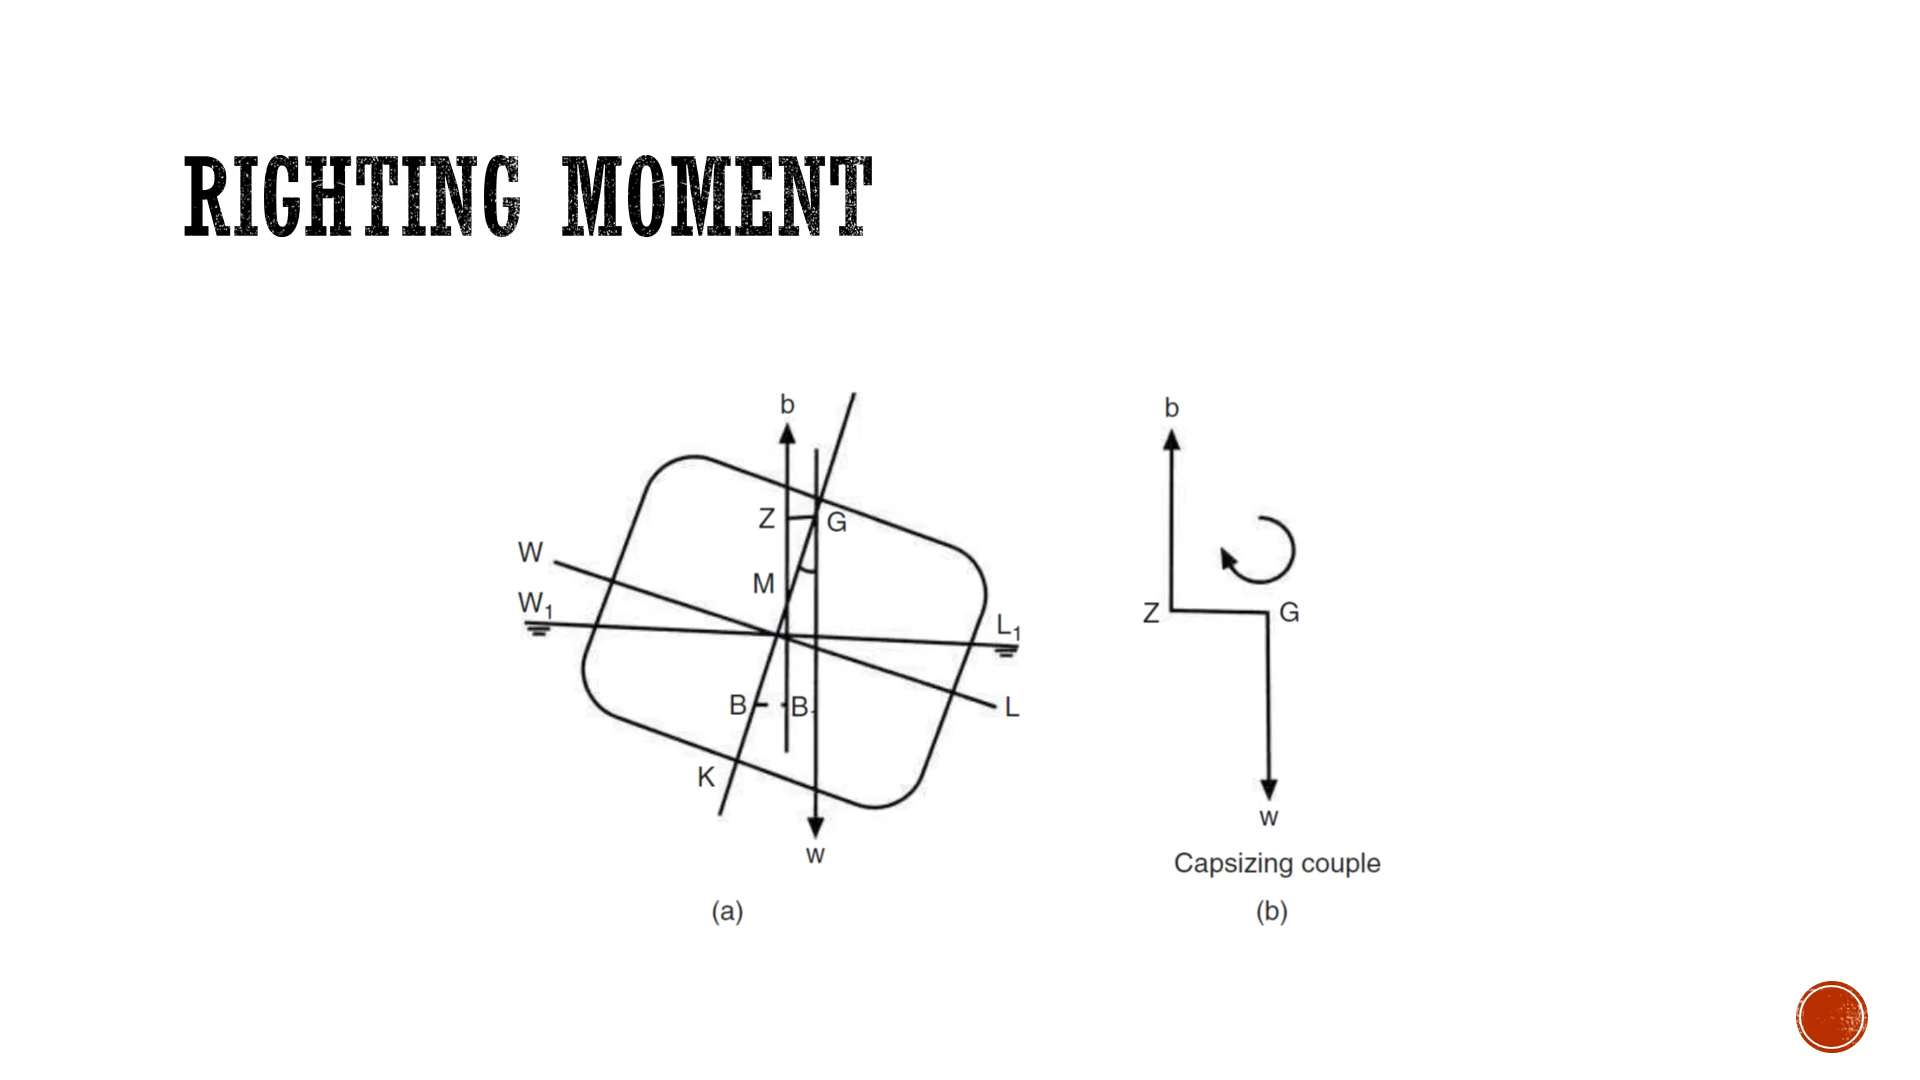 RIGHTING MOMENT
b
Z
G
W
M
W₁
L₁
B
B
L
K
w
(a)
b
Z
G
w
Capsizing couple
(b)